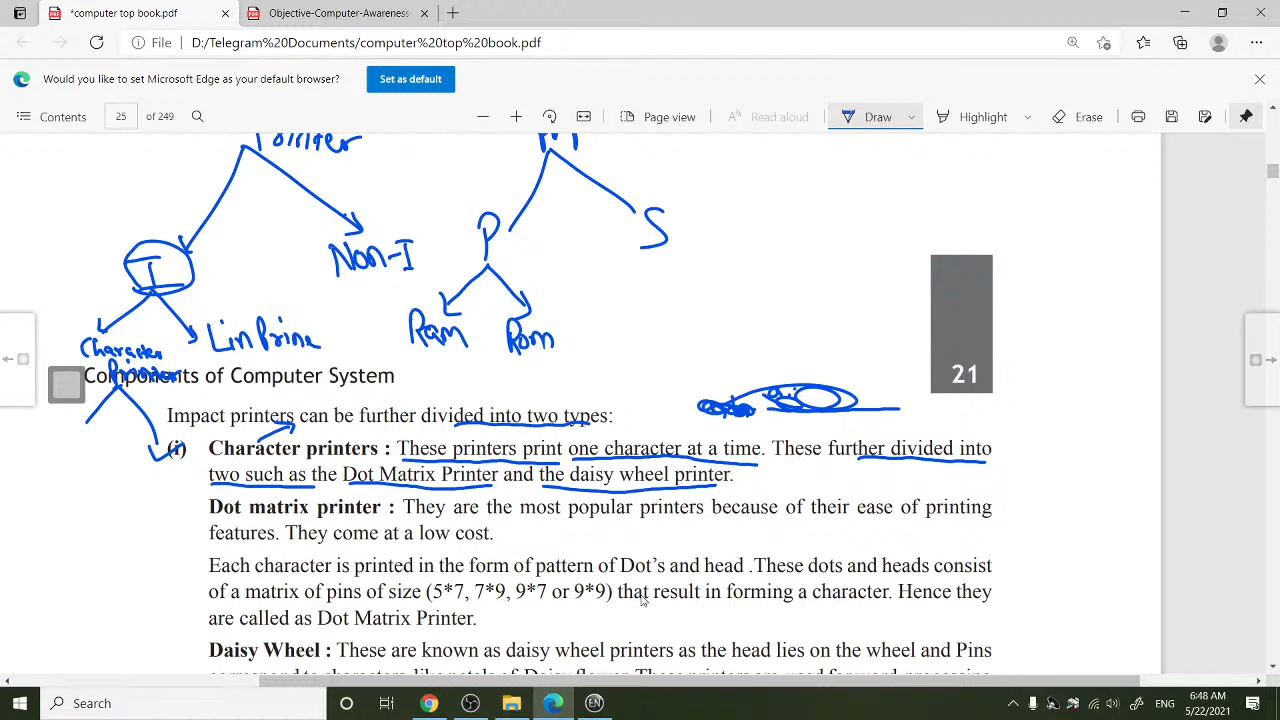 *computer top book.pdf
Objective-Computer-Awareness-
File D:/Telegram%20Documents/computer%20top%20book.pdf
Would you like to set Microsoft Edge as your default browser? Set as default
Contents 25 of 249 Page view Read aloud Draw Highlight Erase
Non-I
P S
I
Character Printer
LinPrine
Ram Rom
21
Components of Computer System
Impact printers can be further divided into two types:
(i) Character printers : These printers print one character at a time. These further divided into
two such as the Dot Matrix Printer and the daisy wheel printer.
Dot matrix printer : They are the most popular printers because of their ease of printing
features. They come at a low cost.
Each character is printed in the form of pattern of Dot's and head .These dots and heads consist
of a matrix of pins of size (5*7, 7*9, 9*7 or 9*9) that result in forming a character. Hence they
are called as Dot Matrix Printer.
Daisy Wheel : These are known as daisy wheel printers as the head lies on the wheel and Pins
Search
ENG
6:48 AM
5/22/2021